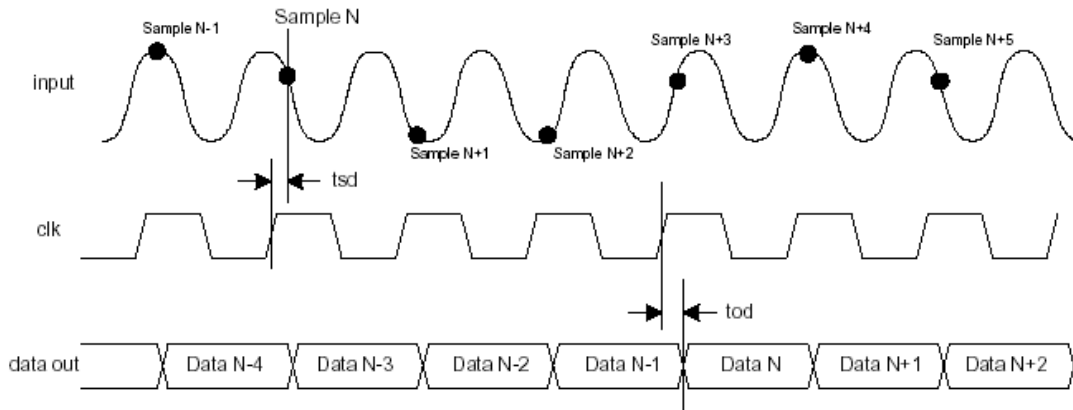 Sample N-1
Sample N
Sample N+3
Sample N+4
Sample N+5
input
Sample N+1
Sample N+2
tsd
clk
tod
data out
Data N-4
Data N-3
Data N-2
Data N-1
Data N
Data N+1
Data N+2